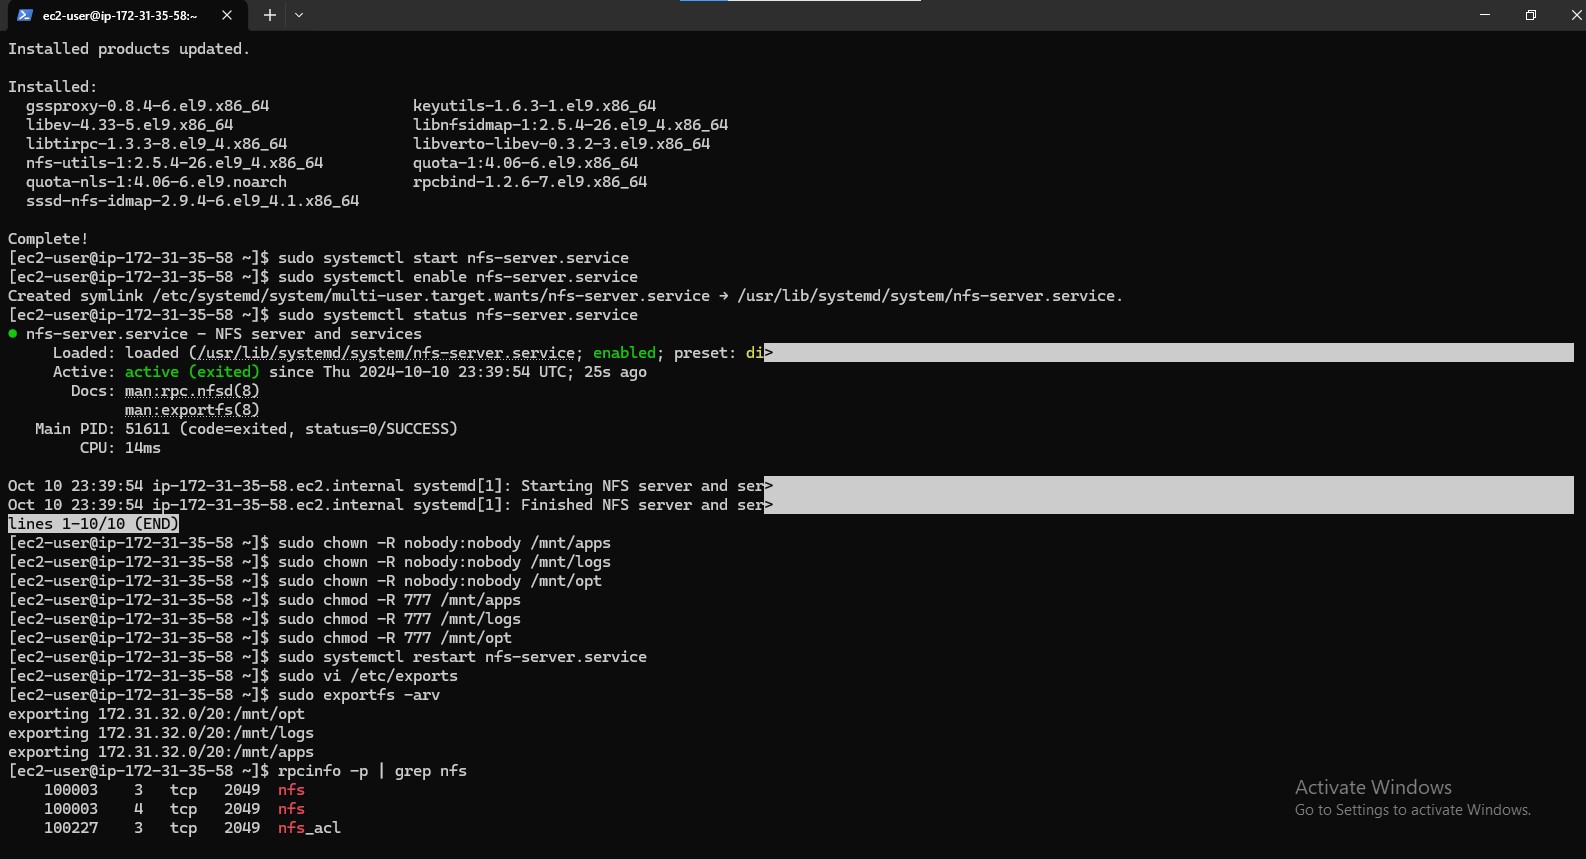 ec2-user@ip-172-31-35-58:~
Installed products updated.
Installed:
gssproxy-0.8.4-6.el9.x86_64 keyutils-1.6.3-1.el9.x86_64
libev-4.33-5.el9.x86_64 libnfsidmap-1:2.5.4-26.el9_4.x86_64
libtirpc-1.3.3-8.el9_4.x86_64 libverto-libev-0.3.2-3.el9.x86_64
nfs-utils-1:2.5.4-26.el9_4.x86_64 quota-1:4.06-6.el9.x86_64
quota-nls-1:4.06-6.el9.noarch rpcbind-1.2.6-7.el9.x86_64
sssd-nfs-idmap-2.9.4-6.el9_4.1.x86_64
Complete!
[ec2-user@ip-172-31-35-58 ~]$ sudo systemctl start nfs-server.service
[ec2-user@ip-172-31-35-58 ~]$ sudo systemctl enable nfs-server.service
Created symlink /etc/systemd/system/multi-user.target.wants/nfs-server.service → /usr/lib/systemd/system/nfs-server.service.
[ec2-user@ip-172-31-35-58 ~]$ sudo systemctl status nfs-server.service
● nfs-server.service - NFS server and services
Loaded: loaded (/usr/lib/systemd/system/nfs-server.service; enabled; preset: di>
Active: active (exited) since Thu 2024-10-10 23:39:54 UTC; 25s ago
Docs: man:rpc.nfsd(8)
man:exportfs(8)
Main PID: 51611 (code=exited, status=0/SUCCESS)
CPU: 14ms
Oct 10 23:39:54 ip-172-31-35-58.ec2.internal systemd[1]: Starting NFS server and ser>
Oct 10 23:39:54 ip-172-31-35-58.ec2.internal systemd[1]: Finished NFS server and ser>
lines 1-10/10 (END)
[ec2-user@ip-172-31-35-58 ~]$ sudo chown -R nobody:nobody /mnt/apps
[ec2-user@ip-172-31-35-58 ~]$ sudo chown -R nobody:nobody /mnt/logs
[ec2-user@ip-172-31-35-58 ~]$ sudo chown -R nobody:nobody /mnt/opt
[ec2-user@ip-172-31-35-58 ~]$ sudo chmod -R 777 /mnt/apps
[ec2-user@ip-172-31-35-58 ~]$ sudo chmod -R 777 /mnt/logs
[ec2-user@ip-172-31-35-58 ~]$ sudo chmod -R 777 /mnt/opt
[ec2-user@ip-172-31-35-58 ~]$ sudo systemctl restart nfs-server.service
[ec2-user@ip-172-31-35-58 ~]$ sudo vi /etc/exports
[ec2-user@ip-172-31-35-58 ~]$ sudo exportfs -arv
exporting 172.31.32.0/20:/mnt/opt
exporting 172.31.32.0/20:/mnt/logs
exporting 172.31.32.0/20:/mnt/apps
[ec2-user@ip-172-31-35-58 ~]$ rpcinfo -p | grep nfs
100003 3 tcp 2049 nfs
100003 4 tcp 2049 nfs
100227 3 tcp 2049 nfs_acl
Activate Windows
Go to Settings to activate Windows.